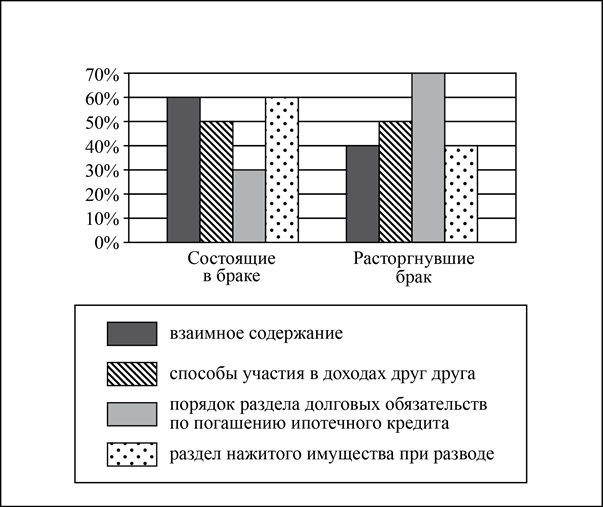 70%
60%
50%
40%
30%
20%
10%
0%
Состоящие
в браке
Расторгнувшие
брак
взаимное содержание
способы участия в доходах друг друга
порядок раздела долговых обязательств
по погашению ипотечного кредита
раздел нажитого имущества при разводе